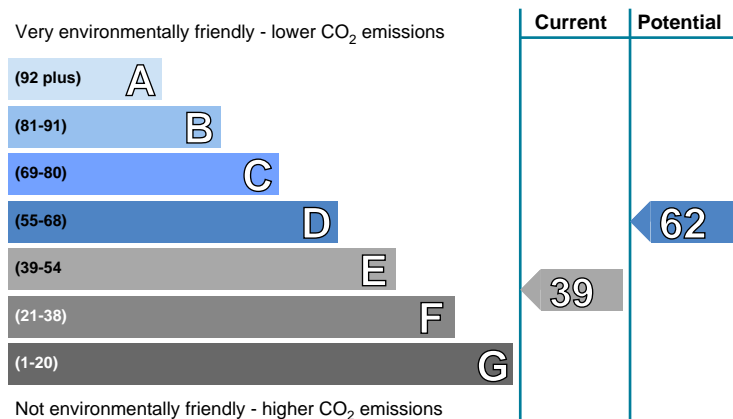 Current Potential
Very environmentally friendly - lower CO₂ emissions
(92 plus) A
(81-91) B
(69-80) C
(55-68) D
62
(39-54 E
39
(21-38) F
(1-20) G
Not environmentally friendly - higher CO₂ emissions